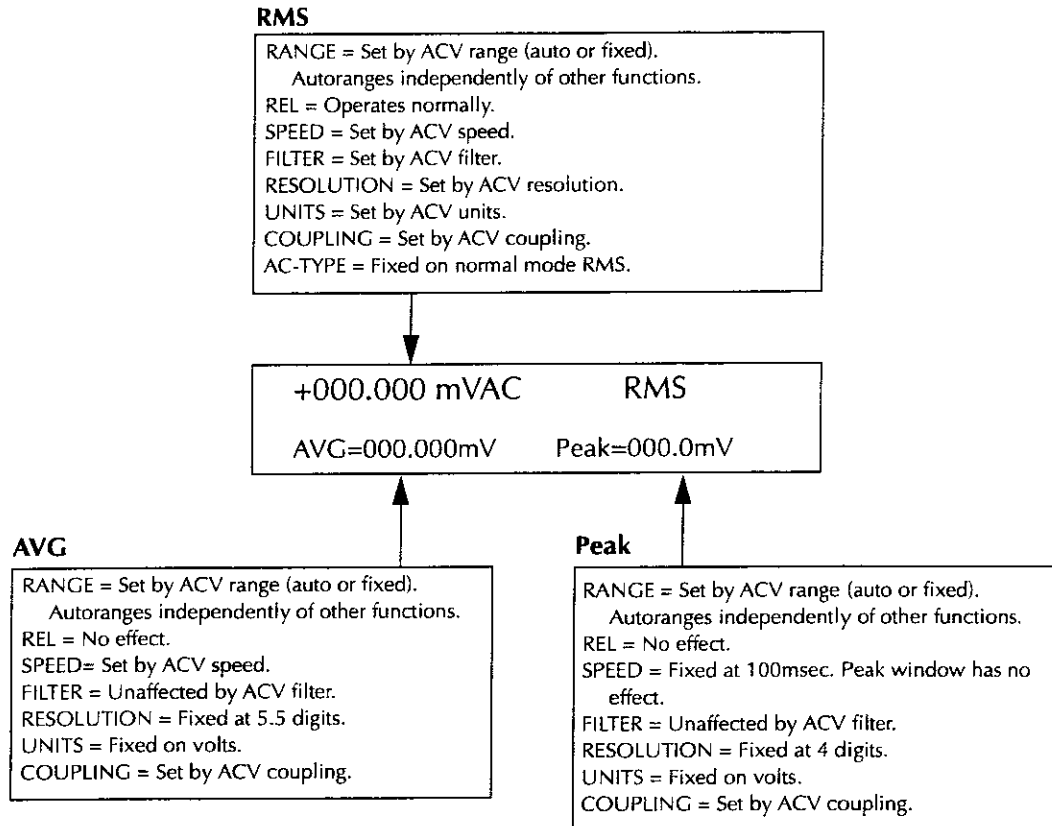 RMS
RANGE = Set by ACV range (auto or fixed).
Autoranges independently of other functions.
REL = Operates normally.
SPEED = Set by ACV speed.
FILTER = Set by ACV filter.
RESOLUTION = Set by ACV resolution.
UNITS = Set by ACV units.
COUPLING = Set by ACV coupling.
AC-TYPE = Fixed on normal mode RMS.
+000.000 mVAC RMS
AVG=000.000mV Peak=000.0mV
AVG
RANGE = Set by ACV range (auto or fixed).
Autoranges independently of other functions.
REL = No effect.
SPEED= Set by ACV speed.
FILTER = Unaffected by ACV filter.
RESOLUTION = Fixed at 5.5 digits.
UNITS = Fixed on volts.
COUPLING = Set by ACV coupling.
Peak
RANGE = Set by ACV range (auto or fixed).
Autoranges independently of other functions.
REL = No effect.
SPEED = Fixed at 100msec. Peak window has no
effect.
FILTER = Unaffected by ACV filter.
RESOLUTION = Fixed at 4 digits.
UNITS = Fixed on volts.
COUPLING = Set by ACV coupling.